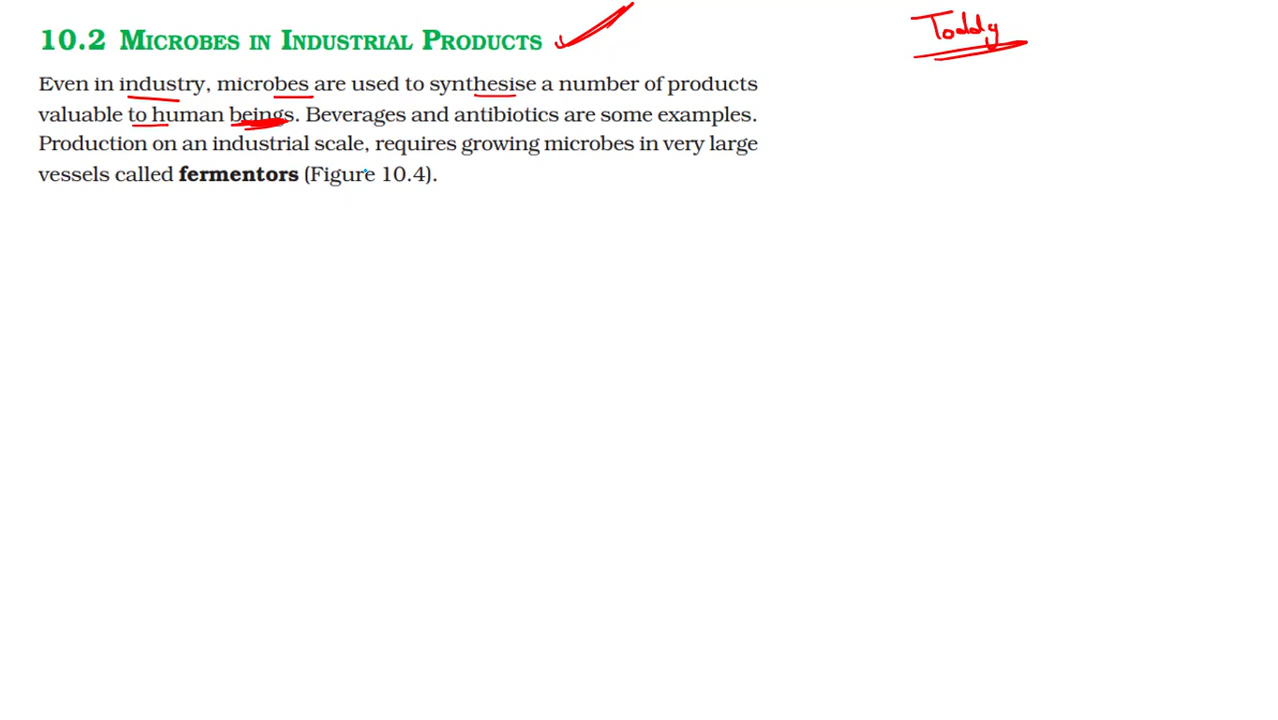 10.2 MICROBES IN INDUSTRIAL PRODUCTS
Toddy
Even in industry, microbes are used to synthesise a number of products
valuable to human beings. Beverages and antibiotics are some examples.
Production on an industrial scale, requires growing microbes in very large
vessels called fermentors (Figure 10.4).